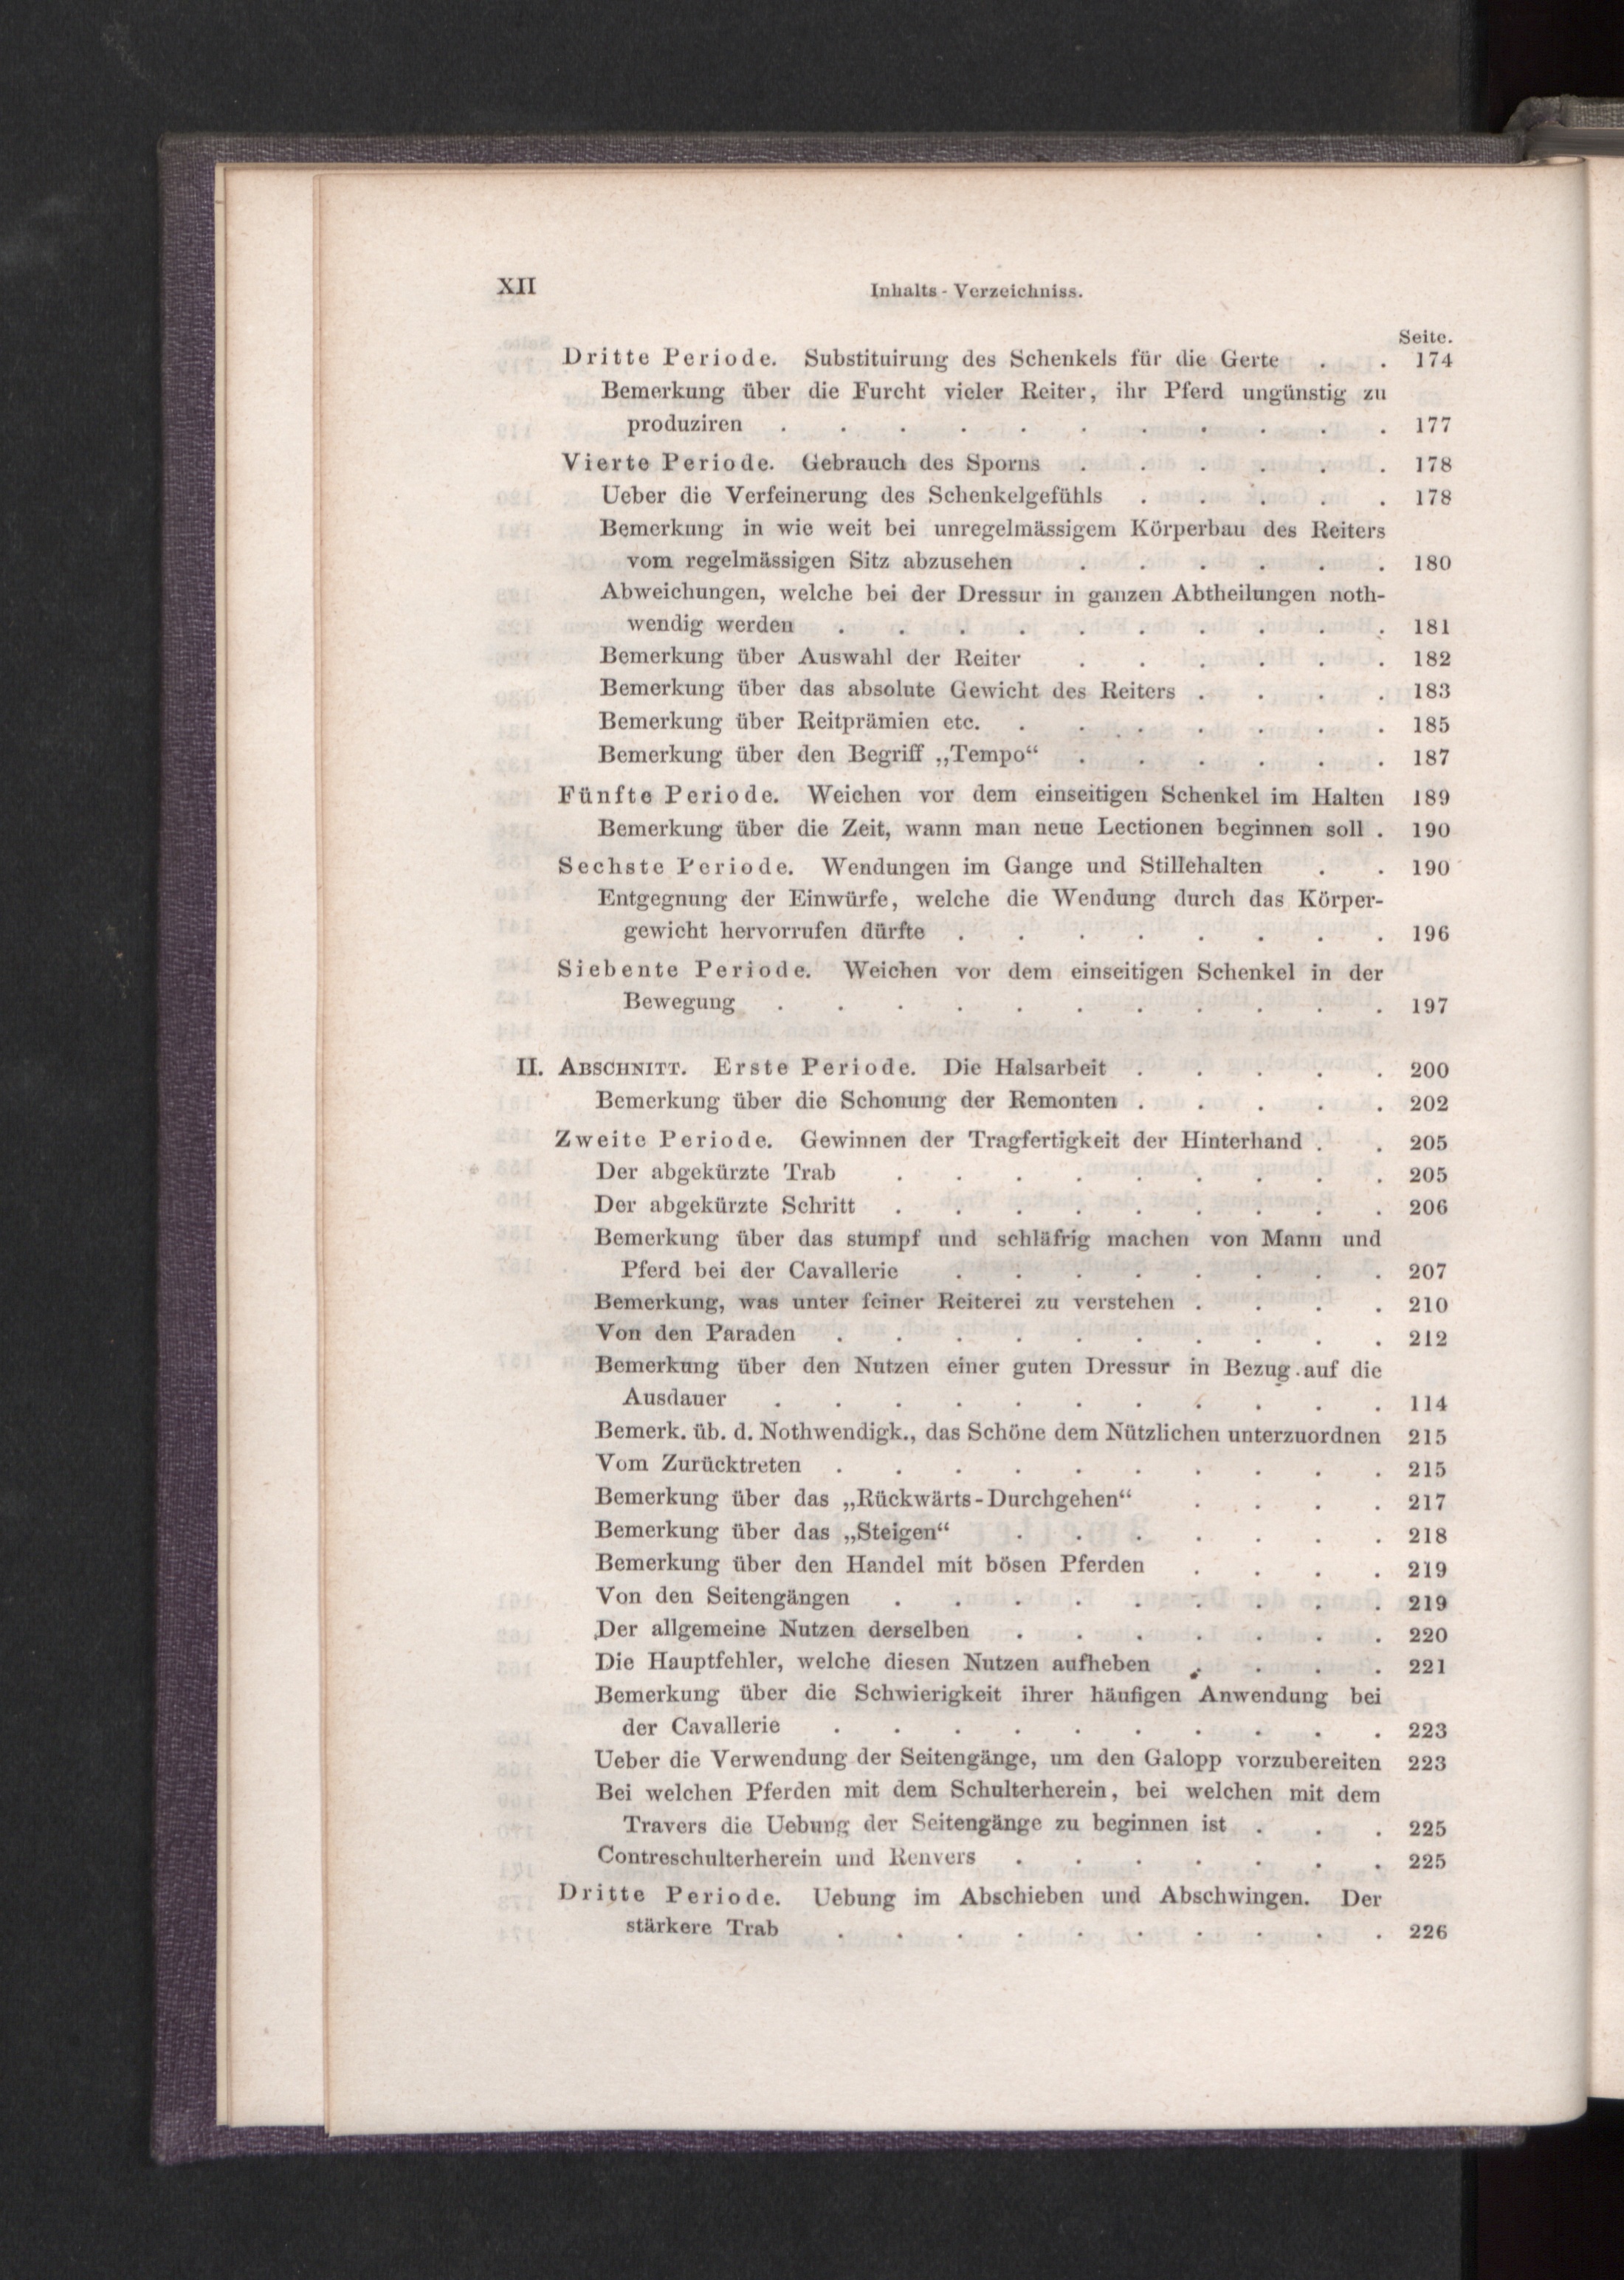 XII
Inhalts-Verzeichniss.
Seite.
Dritte Periode. Substituirung des Schenkels für die Gerte . . 174
Bemerkung über die Furcht vieler Reiter, ihr Pferd ungünstig zu
produziren . . . . . . . . . . . 177
Vierte Periode. Gebrauch des Sporns . . . . . . 178
Ueber die Verfeinerung des Schenkelgefühls . . . . . 178
Bemerkung in wie weit bei unregelmässigem Körperbau des Reiters
vom regelmässigen Sitz abzusehen . . . . . . 180
Abweichungen, welche bei der Dressur in ganzen Abtheilungen noth-
wendig werden . . . . . . . . . . 181
Bemerkung über Auswahl der Reiter . . . . . . 182
Bemerkung über das absolute Gewicht des Reiters . . . . 183
Bemerkung über Reitprämien etc. . . . . . . . 185
Bemerkung über den Begriff „Tempo“ . . . . . . 187
Fünfte Periode. Weichen vor dem einseitigen Schenkel im Halten 189
Bemerkung über die Zeit, wann man neue Lectionen beginnen soll . 190
Sechste Periode. Wendungen im Gange und Stillehalten . . 190
Entgegnung der Einwürfe, welche die Wendung durch das Körper-
gewicht hervorrufen dürfte . . . . . . . . 196
Siebente Periode. Weichen vor dem einseitigen Schenkel in der
Bewegung . . . . . . . . . . . 197
II. Abschnitt. Erste Periode. Die Halsarbeit . . . . . 200
Bemerkung über die Schonung der Remonten . . . . . 202
Zweite Periode. Gewinnen der Tragfertigkeit der Hinterhand . . 205
Der abgekürzte Trab . . . . . . . . . 205
Der abgekürzte Schritt . . . . . . . . . 206
Bemerkung über das stumpf und schläfrig machen von Mann und
Pferd bei der Cavallerie . . . . . . . . 207
Bemerkung, was unter feiner Reiterei zu verstehen . . . . 210
Von den Paraden . . . . . . . . . . 212
Bemerkung über den Nutzen einer guten Dressur in Bezug auf die
Ausdauer . . . . . . . . . . . 114
Bemerk. üb. d. Nothwendigk., das Schöne dem Nützlichen unterzuordnen 215
Vom Zurücktreten . . . . . . . . . . 215
Bemerkung über das „Rückwärts-Durchgehen“ . . . . 217
Bemerkung über das „Steigen“ . . . . . . . 218
Bemerkung über den Handel mit bösen Pferden . . . . 219
Von den Seitengängen . . . . . . . . . 219
Der allgemeine Nutzen derselben . . . . . . . 220
Die Hauptfehler, welche diesen Nutzen aufheben . . . . 221
Bemerkung über die Schwierigkeit ihrer häufigen Anwendung bei
der Cavallerie . . . . . . . . . . 223
Ueber die Verwendung der Seitengänge, um den Galopp vorzubereiten 223
Bei welchen Pferden mit dem Schulterherein, bei welchen mit dem
Travers die Uebung der Seitengänge zu beginnen ist . . . 225
Contreschulterherein und Renvers . . . . . . . 225
Dritte Periode. Uebung im Abschieben und Abschwingen. Der
stärkere Trab . . . . . . . . . . 226